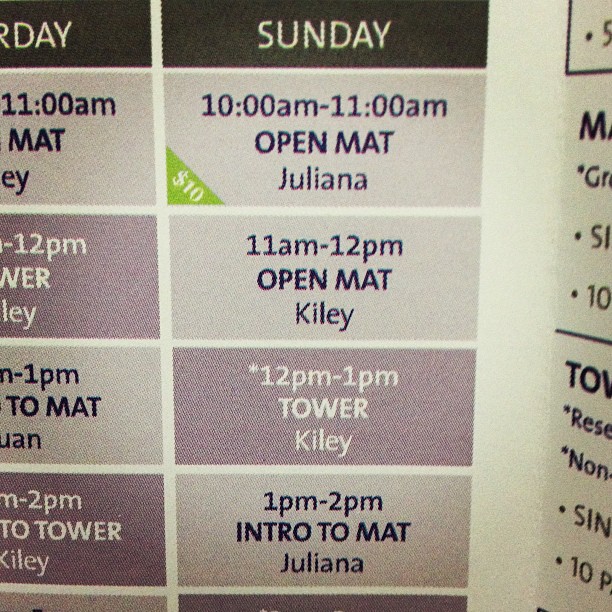 RDAY
11:00am
MAT
ey
-12pm
WER
ley
m-1pm
TO MAT
uan
m-2pm
TO TOWER
Kiley
SUNDAY
10:00am-11:00am
OPEN MAT
Juliana
$10
11am-12pm
OPEN MAT
Kiley
*12pm-1pm
TOWER
Kiley
1pm-2pm
INTRO TO MAT
Juliana
• S
MA
*Gr
• SI
• 10
TOW
*Rese
*Non-
• SIN
• 10 p